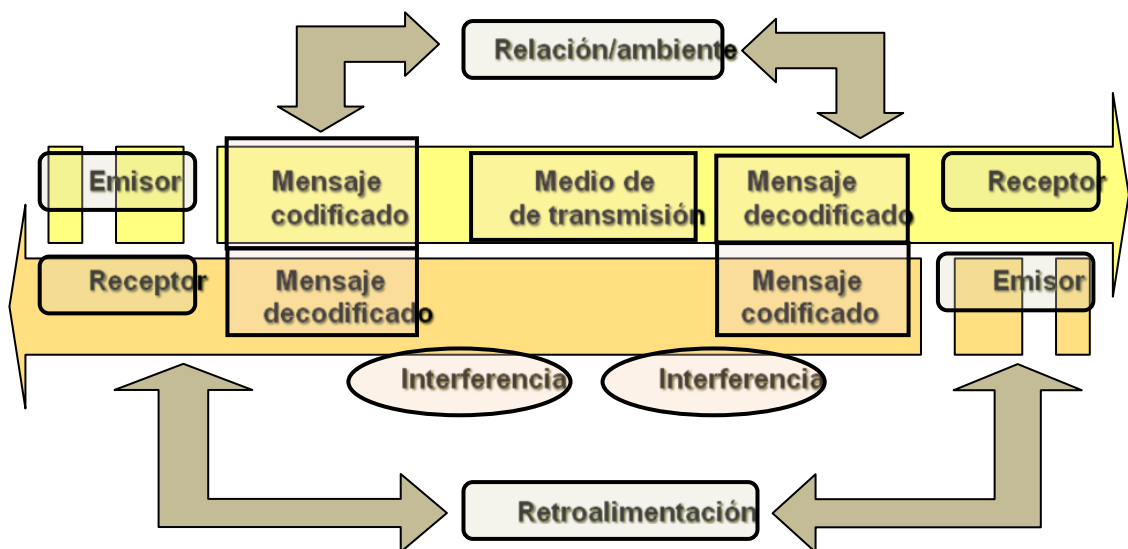 Relación/ambiente
Emisor
Mensaje
codificado
Medio de
de transmisión
Mensaje
decodificado
Receptor
Receptor
Mensaje
decodificado
Mensaje
codificado
Emisor
Interferencia
Interferencia
Retroalimentación